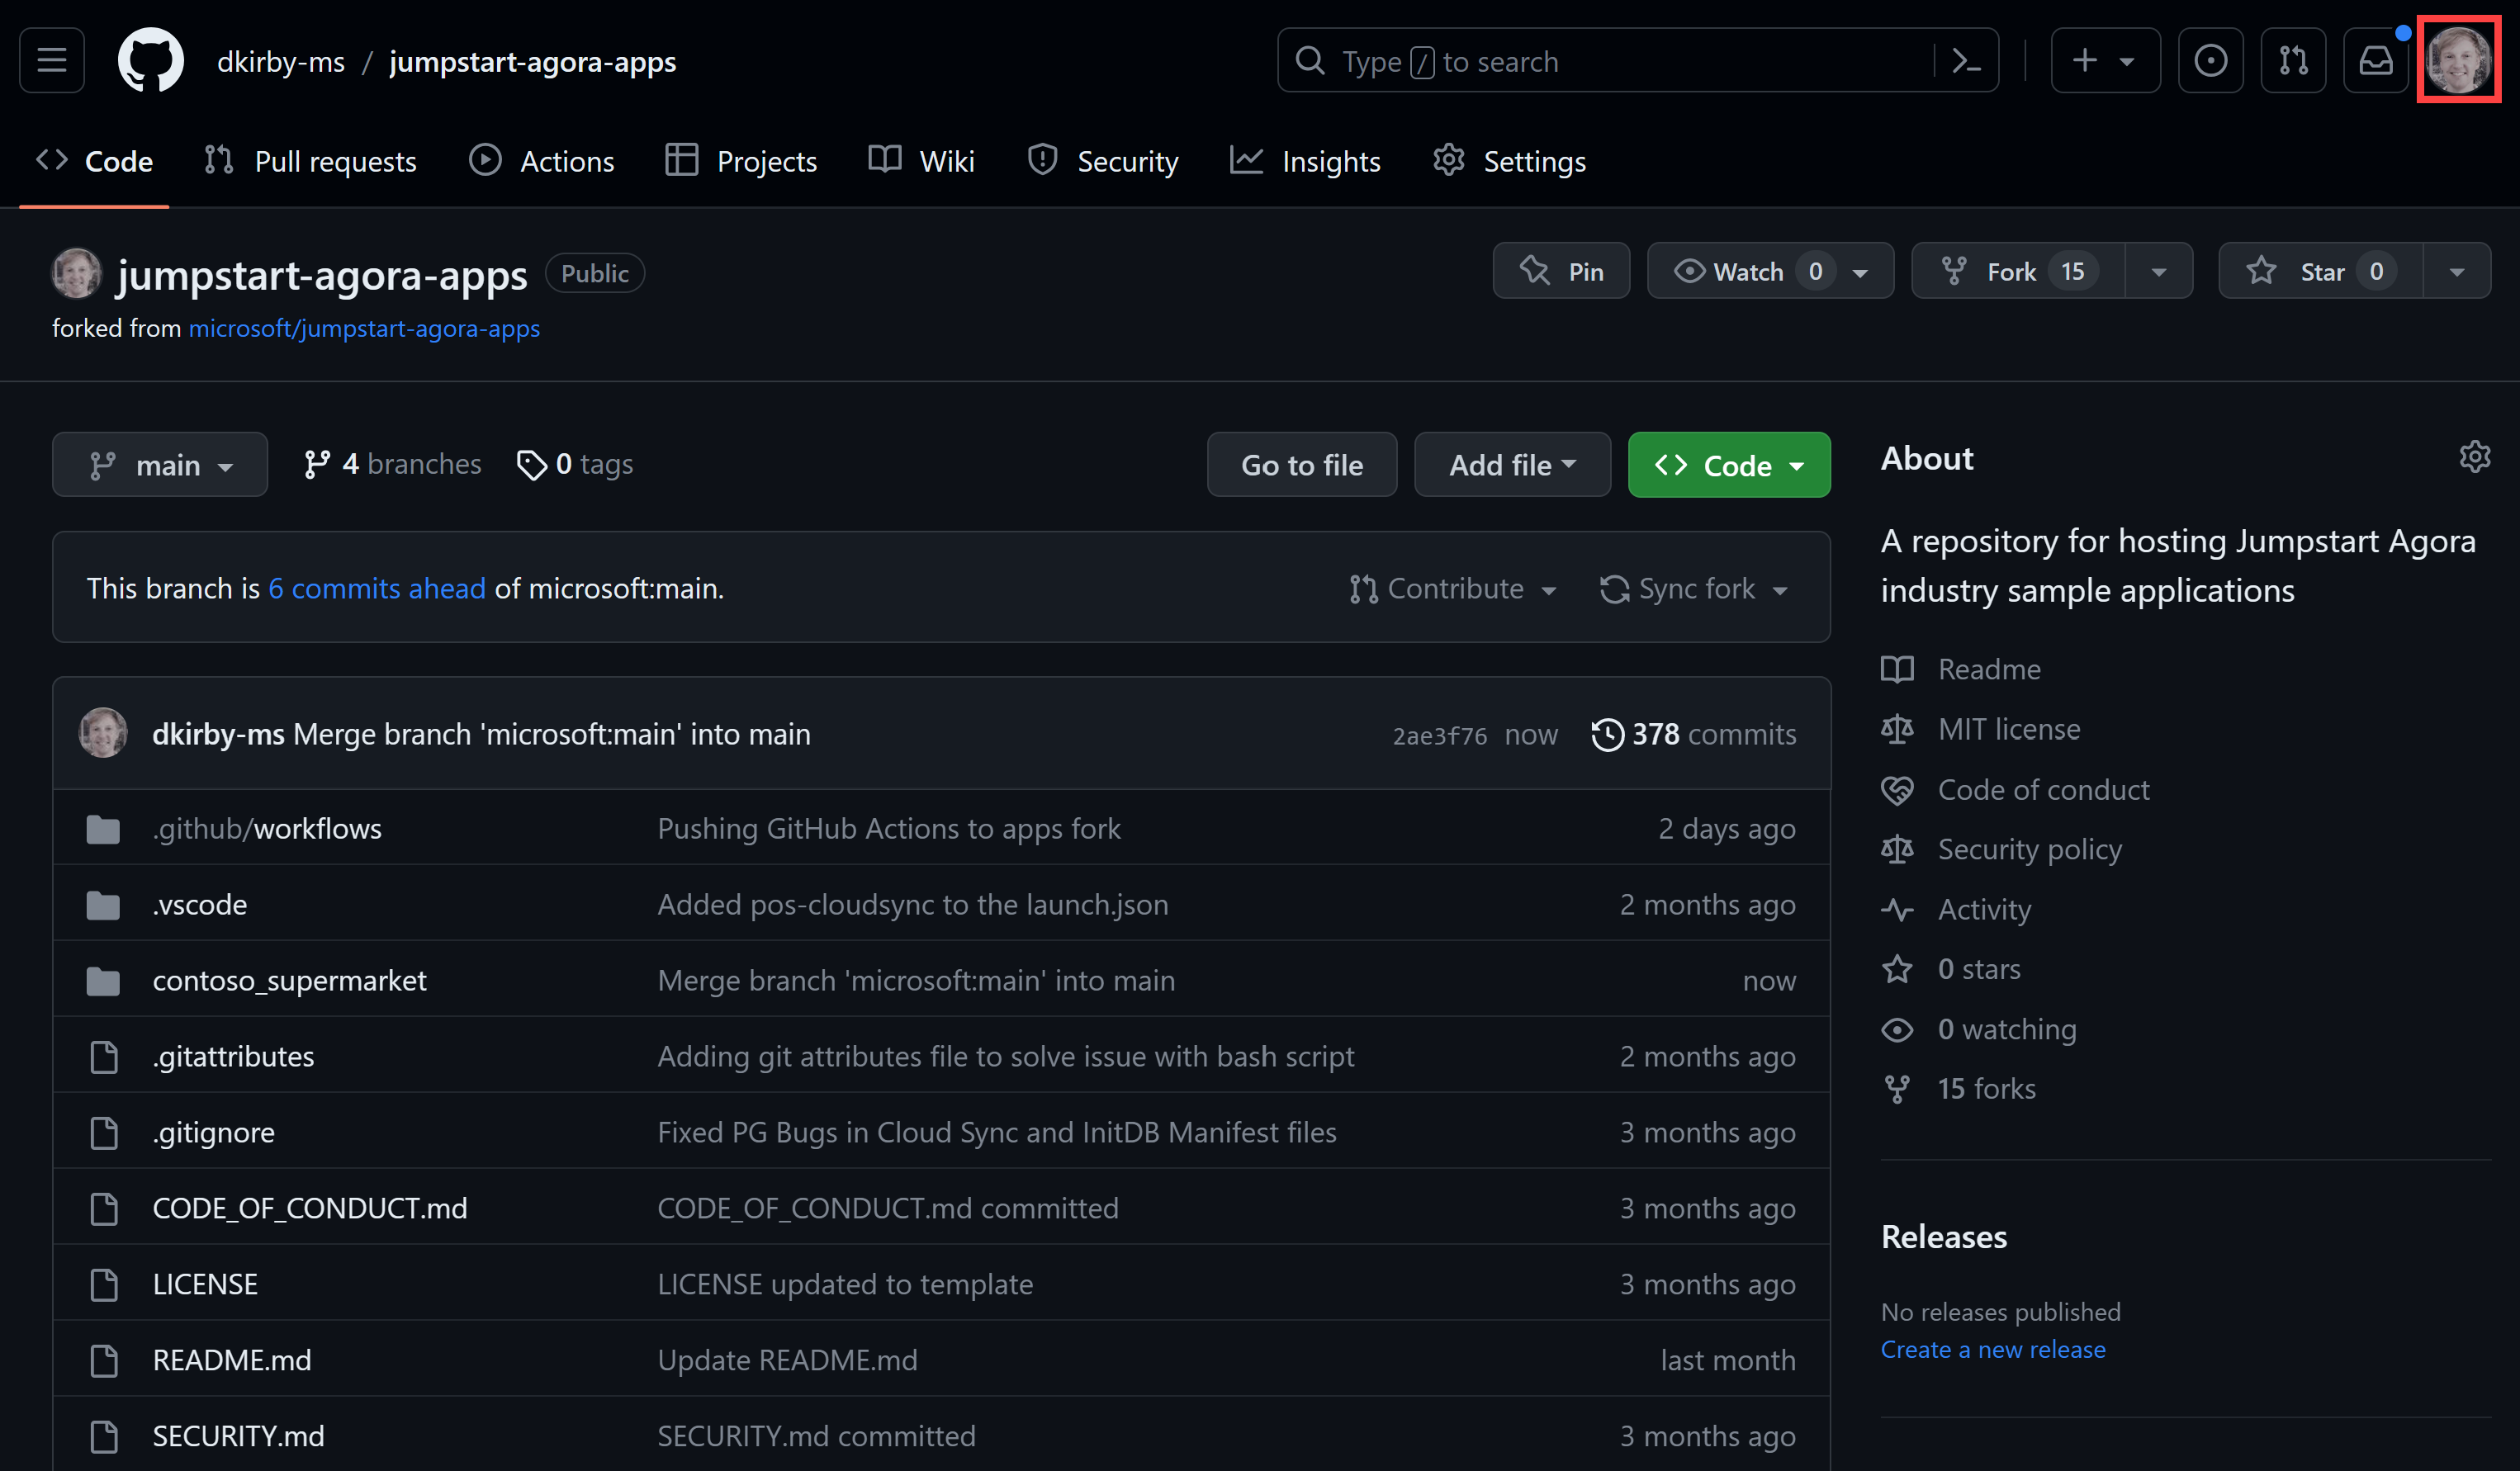 dkirby-ms / jumpstart-agora-apps
Type / to search
Code Pull requests Actions Projects Wiki Security Insights Settings
jumpstart-agora-apps Public
Pin Watch 0 Fork 15 Star 0
forked from microsoft/jumpstart-agora-apps
main 4 branches 0 tags Go to file Add file Code
This branch is 6 commits ahead of microsoft:main. Contribute Sync fork
dkirby-ms Merge branch 'microsoft:main' into main 2ae3f76 now 378 commits
.github/workflows Pushing GitHub Actions to apps fork 2 days ago
.vscode Added pos-cloudsync to the launch.json 2 months ago
contoso_supermarket Merge branch 'microsoft:main' into main now
.gitattributes Adding git attributes file to solve issue with bash script 2 months ago
.gitignore Fixed PG Bugs in Cloud Sync and InitDB Manifest files 3 months ago
CODE_OF_CONDUCT.md CODE_OF_CONDUCT.md committed 3 months ago
LICENSE LICENSE updated to template 3 months ago
README.md Update README.md last month
SECURITY.md SECURITY.md committed 3 months ago
About
A repository for hosting Jumpstart Agora
industry sample applications
Readme
MIT license
Code of conduct
Security policy
Activity
0 stars
0 watching
15 forks
Releases
No releases published
Create a new release